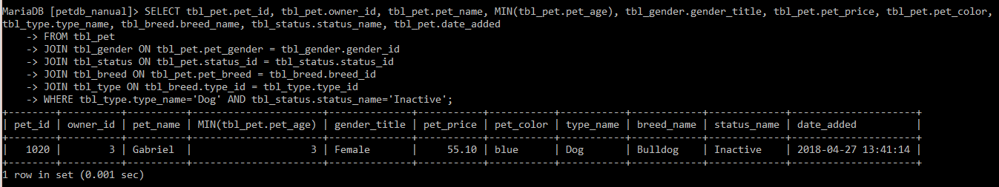 MariaDB [petdb_nanual]> SELECT tbl_pet.pet_id, tbl_pet.owner_id, tbl_pet.pet_name, MIN(tbl_pet.pet_age), tbl_gender.gender_title, tbl_pet.pet_price, tbl_pet.pet_color,
tbl_type.type_name, tbl_breed.breed_name, tbl_status.status_name, tbl_pet.date_added
    -> FROM tbl_pet
    -> JOIN tbl_gender ON tbl_pet.pet_gender = tbl_gender.gender_id
    -> JOIN tbl_status ON tbl_pet.status_id = tbl_status.status_id
    -> JOIN tbl_breed ON tbl_pet.pet_breed = tbl_breed.breed_id
    -> JOIN tbl_type ON tbl_breed.type_id = tbl_type.type_id
    -> WHERE tbl_type.type_name='Dog' AND tbl_status.status_name='Inactive';
| pet_id | owner_id | pet_name | MIN(tbl_pet.pet_age) | gender_title | pet_price | pet_color | type_name | breed_name | status_name | date_added |
| 1020 | 3 | Gabriel | 3 | Female | 55.10 | blue | Dog | Bulldog | Inactive | 2018-04-27 13:41:14 |
1 row in set (0.001 sec)